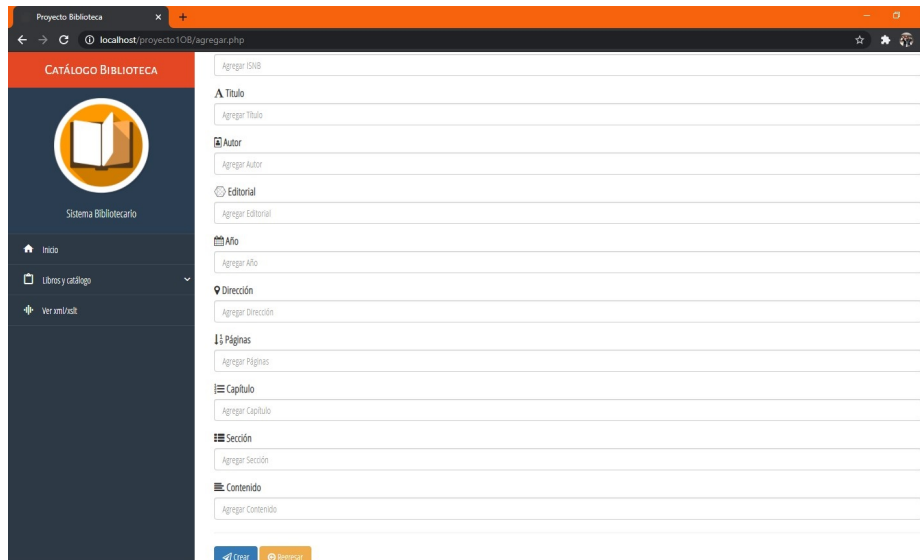 Proyecto Biblioteca
localhost/proyecto1OB/agregar.php
CATÁLOGO BIBLIOTECA
Sistema Bibliotecario
Inicio
Libros y catálogo
Ver xml/xslt
Agregar ISNB
Titulo
Agregar Título
Autor
Agregar Autor
Editorial
Agregar Editorial
Año
Agregar Año
Dirección
Agregar Dirección
Páginas
Agregar Páginas
Capítulo
Agregar Capítulo
Sección
Agregar Sección
Contenido
Agregar Contenido
Crear Regresar